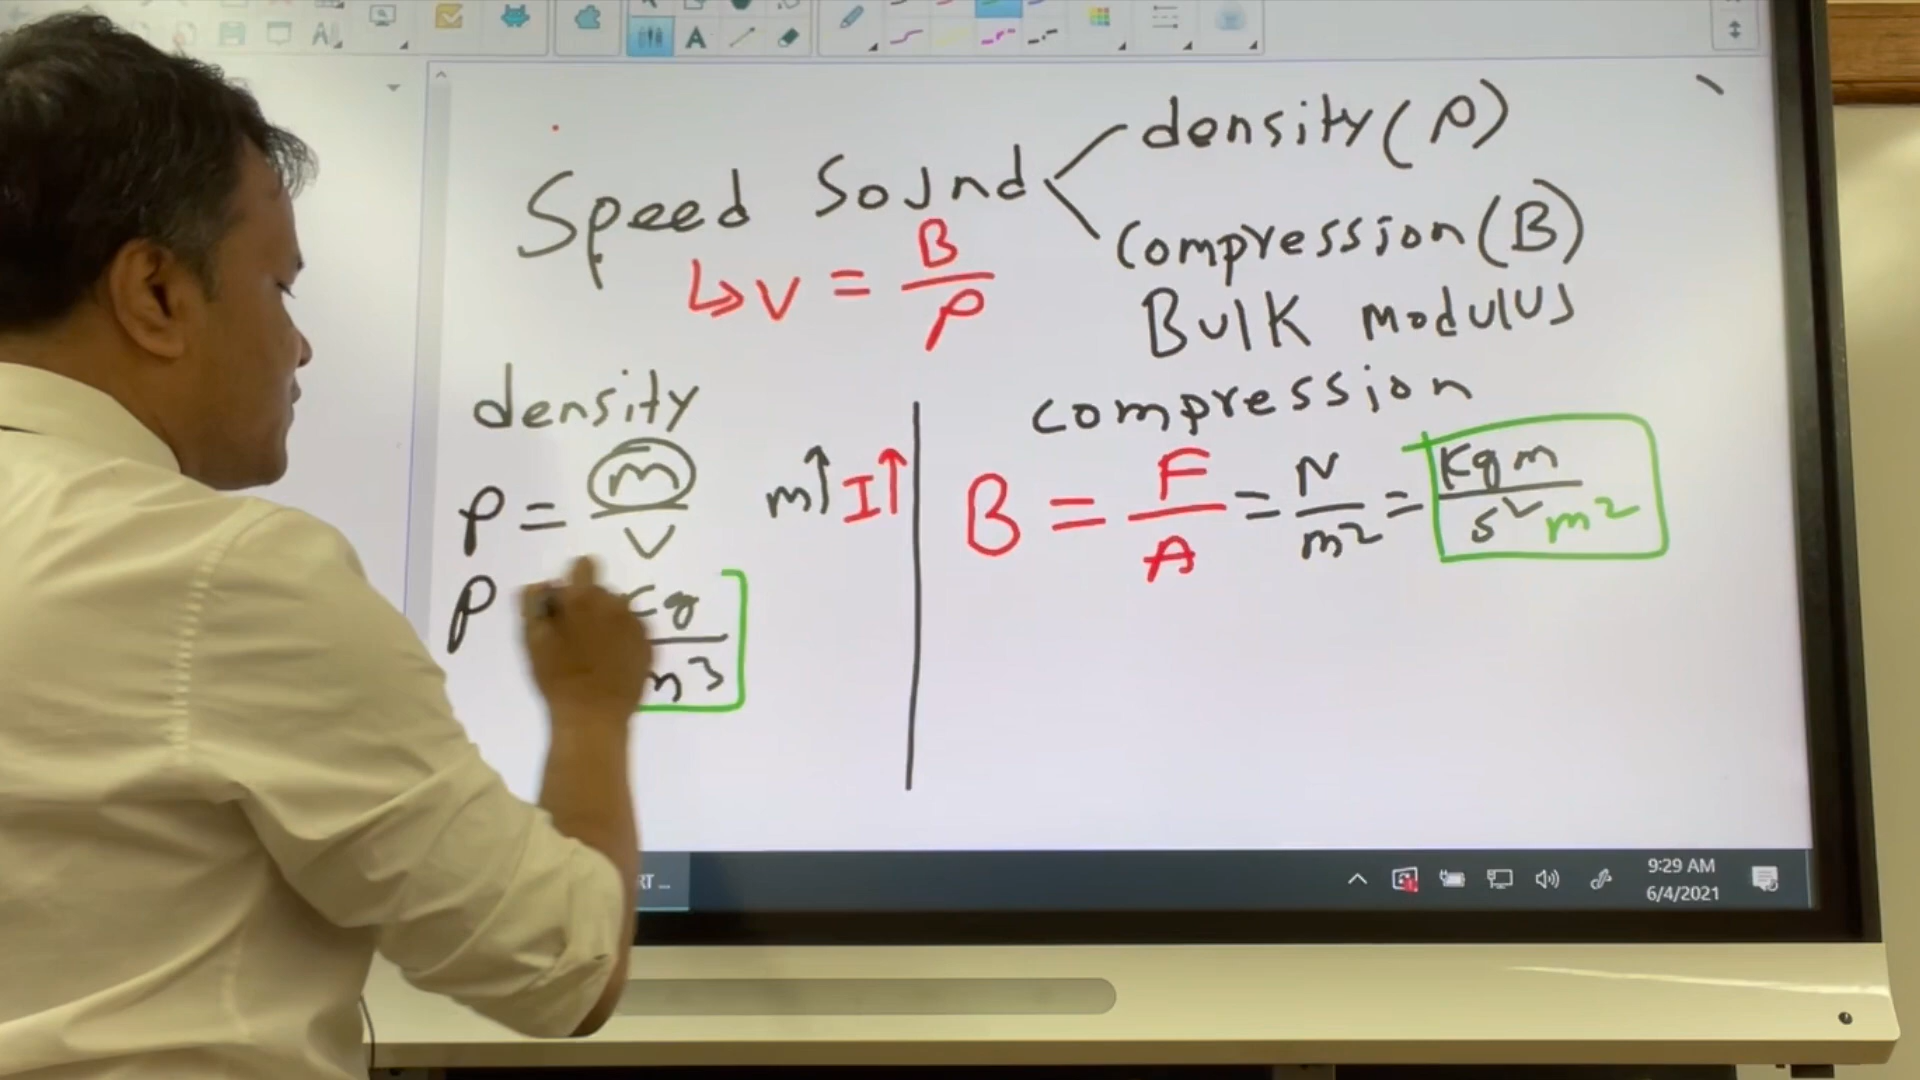 Speed Sound
density (ρ)
compression (B)
Bulk modulus
v = B/ρ
density
ρ = m/V
m↑ I↑
ρ
g/m3
compression
B = F/A = N/m² = Kg m/s² m²
9:29 AM
6/4/2021